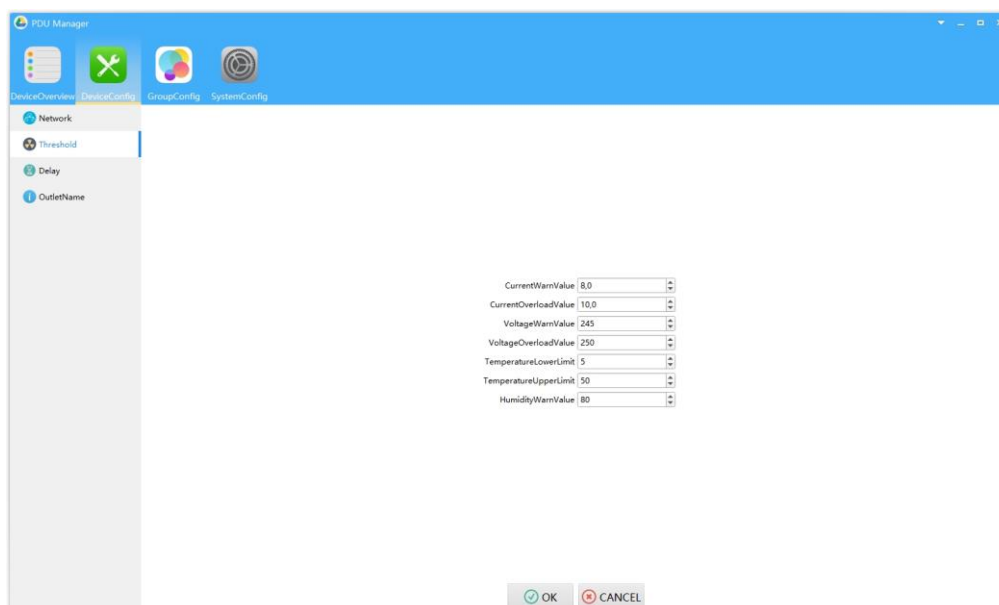 PDU Manager
DeviceOverview DeviceConfig GroupConfig SystemConfig
Network
Threshold
Delay
OutletName
CurrentWarnValue 8,0
CurrentOverloadValue 10,0
VoltageWarnValue 245
VoltageOverloadValue 250
TemperatureLowerLimit 5
TemperatureUpperLimit 50
HumidityWarnValue 80
OK CANCEL